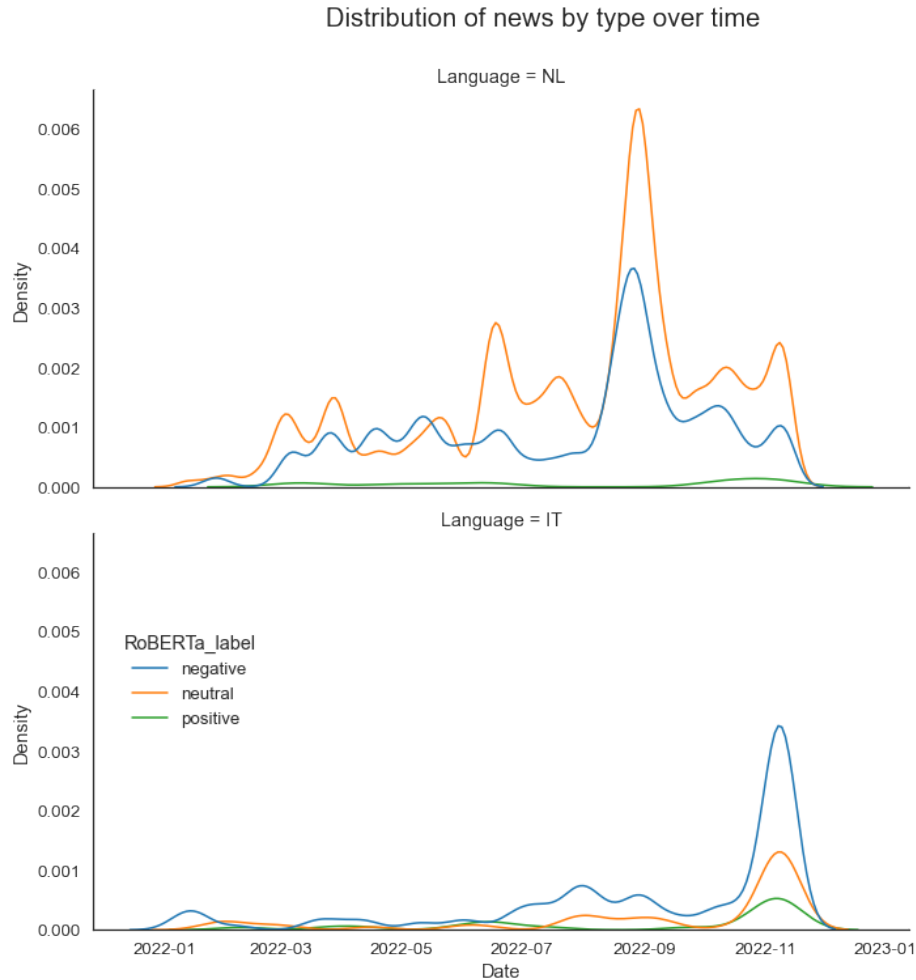 Distribution of news by type over time
Language = NL
0.006
0.005
0.004
0.003
0.002
0.001
0.000
Density
Language = IT
0.006
0.005
0.004
0.003
0.002
0.001
0.000
Density
RoBERTa_label
negative
neutral
positive
2022-01 2022-03 2022-05 2022-07 2022-09 2022-11 2023-01
Date